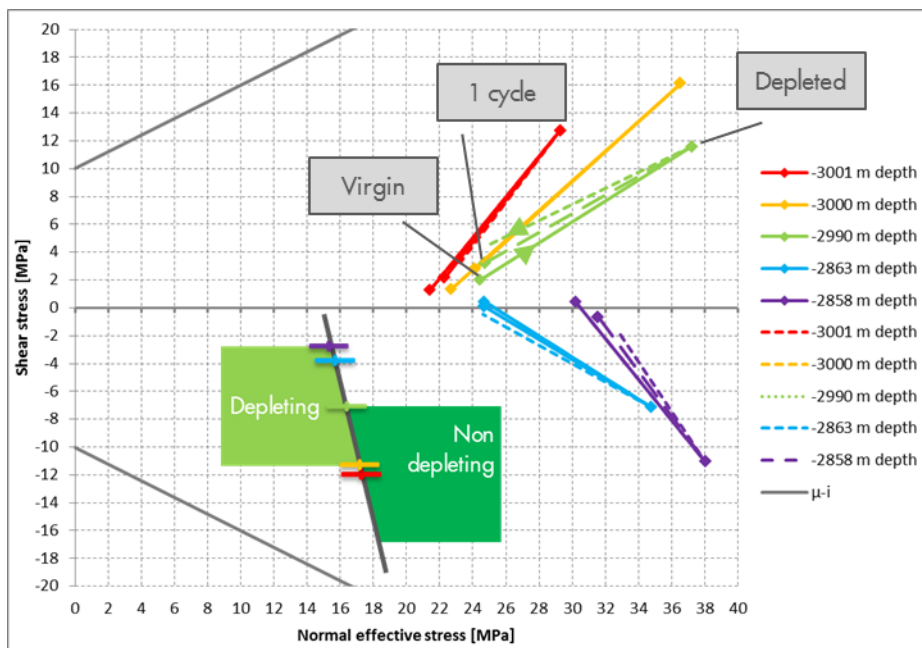 20
18
16
14
12
10
8
6
4
2
0
-2
-4
-6
-8
-10
-12
-14
-16
-18
-20
Shear stress [MPa]
1 cycle
Depleted
Virgin
Depleting
Non
depleting
-3001 m depth
-3000 m depth
-2990 m depth
-2863 m depth
-2858 m depth
-3001 m depth
-3000 m depth
-2990 m depth
-2863 m depth
-2858 m depth
μ-i
0 2 4 6 8 10 12 14 16 18 20 22 24 26 28 30 32 34 36 38 40
Normal effective stress [MPa]